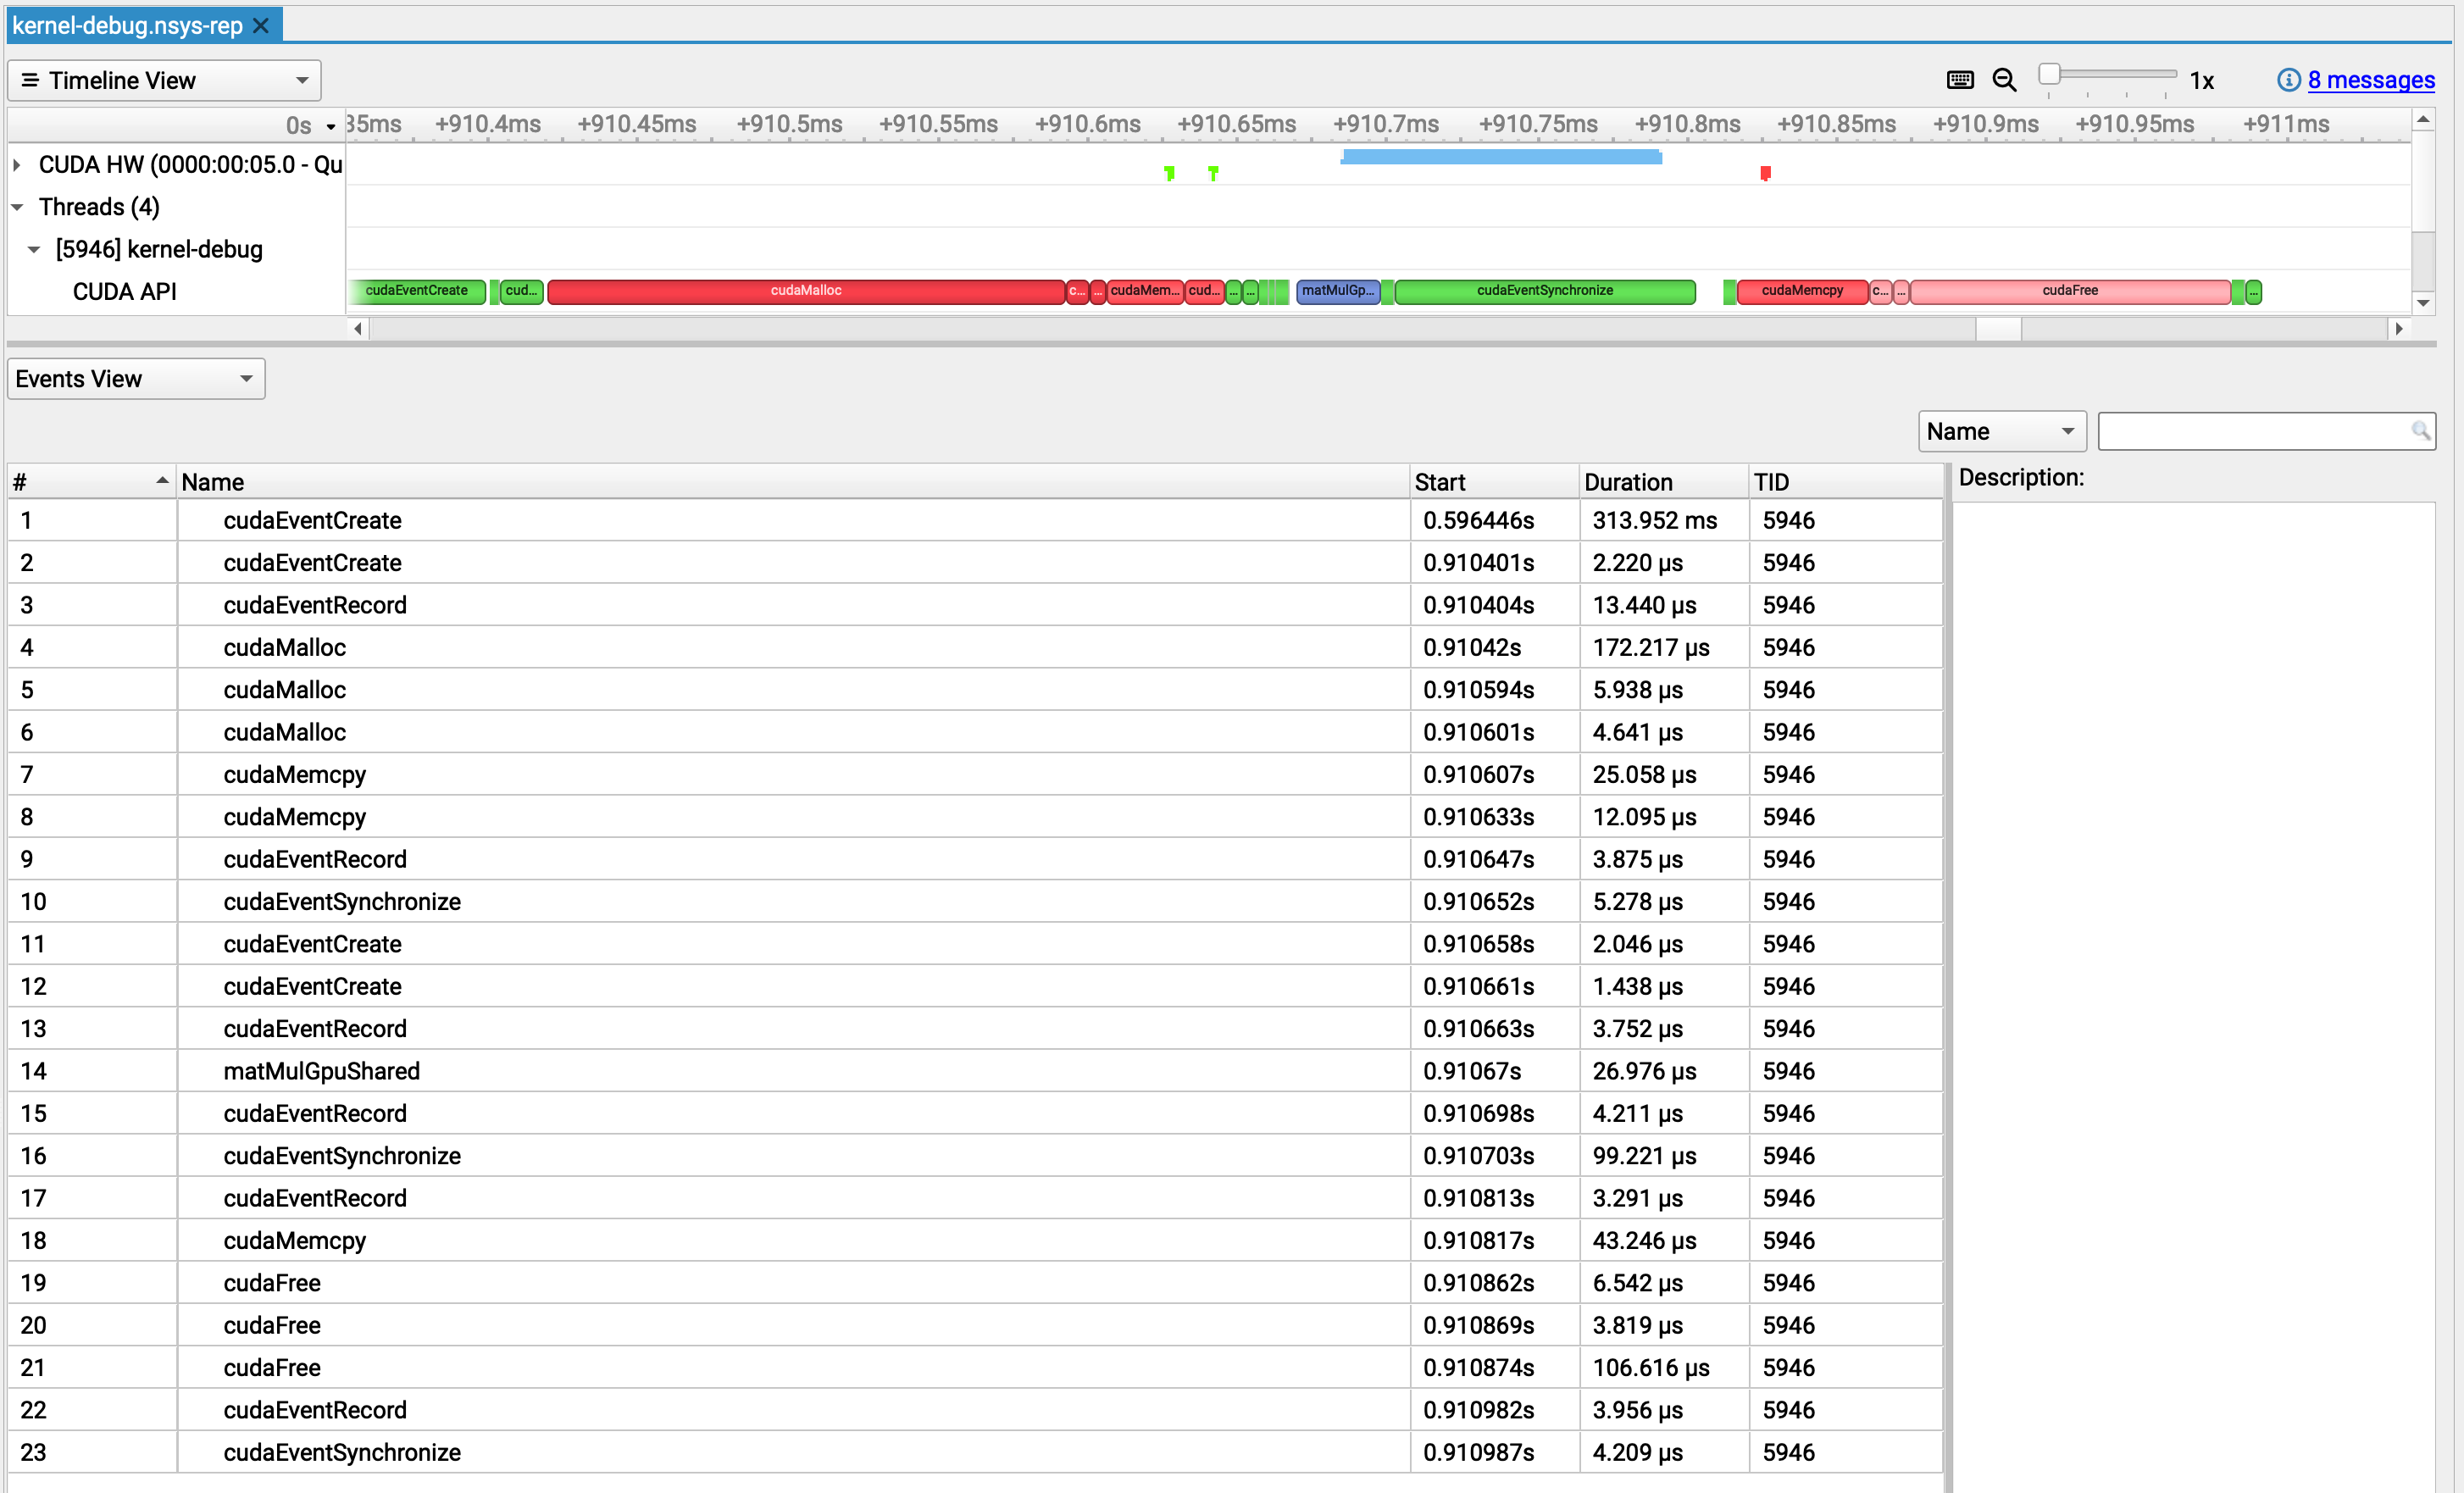 kernel-debug.nsys-rep
Timeline View
1x
8 messages
0s
35ms +910.4ms +910.45ms +910.5ms +910.55ms +910.6ms +910.65ms +910.7ms +910.75ms +910.8ms +910.85ms +910.9ms +910.95ms +911ms
CUDA HW (0000:00:05.0 - Qu
Threads (4)
[5946] kernel-debug
CUDA API cudaEventCreate cud... cudaMalloc c... ... cudaMem... cud... ... ... matMulGp... cudaEventSynchronize cudaMemcpy c... ... cudaFree ...
Events View
Name
# Name Start Duration TID Description:
1 cudaEventCreate 0.596446s 313.952 ms 5946
2 cudaEventCreate 0.910401s 2.220 μs 5946
3 cudaEventRecord 0.910404s 13.440 μs 5946
4 cudaMalloc 0.91042s 172.217 μs 5946
5 cudaMalloc 0.910594s 5.938 μs 5946
6 cudaMalloc 0.910601s 4.641 μs 5946
7 cudaMemcpy 0.910607s 25.058 μs 5946
8 cudaMemcpy 0.910633s 12.095 μs 5946
9 cudaEventRecord 0.910647s 3.875 μs 5946
10 cudaEventSynchronize 0.910652s 5.278 μs 5946
11 cudaEventCreate 0.910658s 2.046 μs 5946
12 cudaEventCreate 0.910661s 1.438 μs 5946
13 cudaEventRecord 0.910663s 3.752 μs 5946
14 matMulGpuShared 0.91067s 26.976 μs 5946
15 cudaEventRecord 0.910698s 4.211 μs 5946
16 cudaEventSynchronize 0.910703s 99.221 μs 5946
17 cudaEventRecord 0.910813s 3.291 μs 5946
18 cudaMemcpy 0.910817s 43.246 μs 5946
19 cudaFree 0.910862s 6.542 μs 5946
20 cudaFree 0.910869s 3.819 μs 5946
21 cudaFree 0.910874s 106.616 μs 5946
22 cudaEventRecord 0.910982s 3.956 μs 5946
23 cudaEventSynchronize 0.910987s 4.209 μs 5946